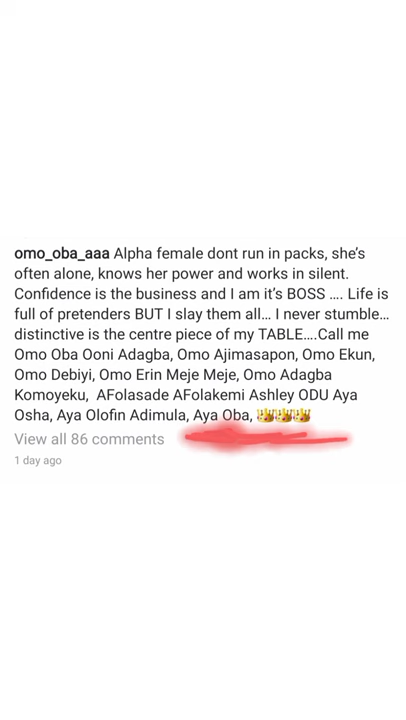 omo_oba_aaa Alpha female dont run in packs, she's
often alone, knows her power and works in silent.
Confidence is the business and I am it's BOSS .... Life is
full of pretenders BUT I slay them all... I never stumble...
distinctive is the centre piece of my TABLE....Call me
Omo Oba Ooni Adagba, Omo Ajimasapon, Omo Ekun,
Omo Debiyi, Omo Erin Meje Meje, Omo Adagba
Komoyeku,  AFolasade AFolakemi Ashley ODU Aya
Osha, Aya Olofin Adimula, Aya Oba, 👑👑👑
View all 86 comments
1 day ago